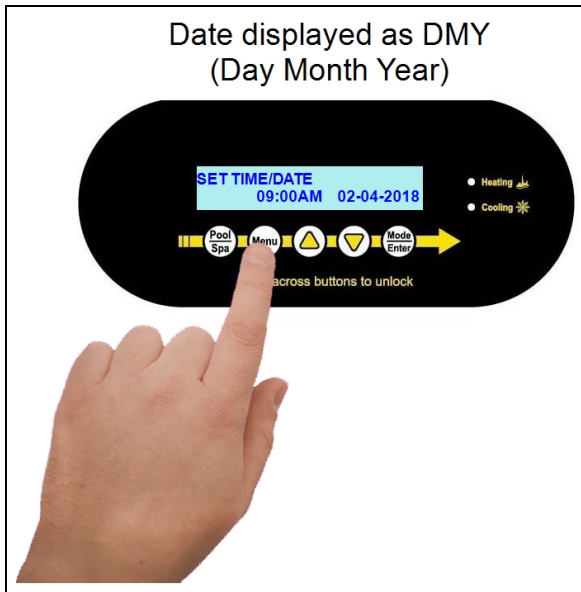 Date displayed as DMY
(Day Month Year)
SET TIME/DATE
09:00AM 02-04-2018
Heating
Cooling
Pool
Spa
Menu
Mode
Enter
across buttons to unlock